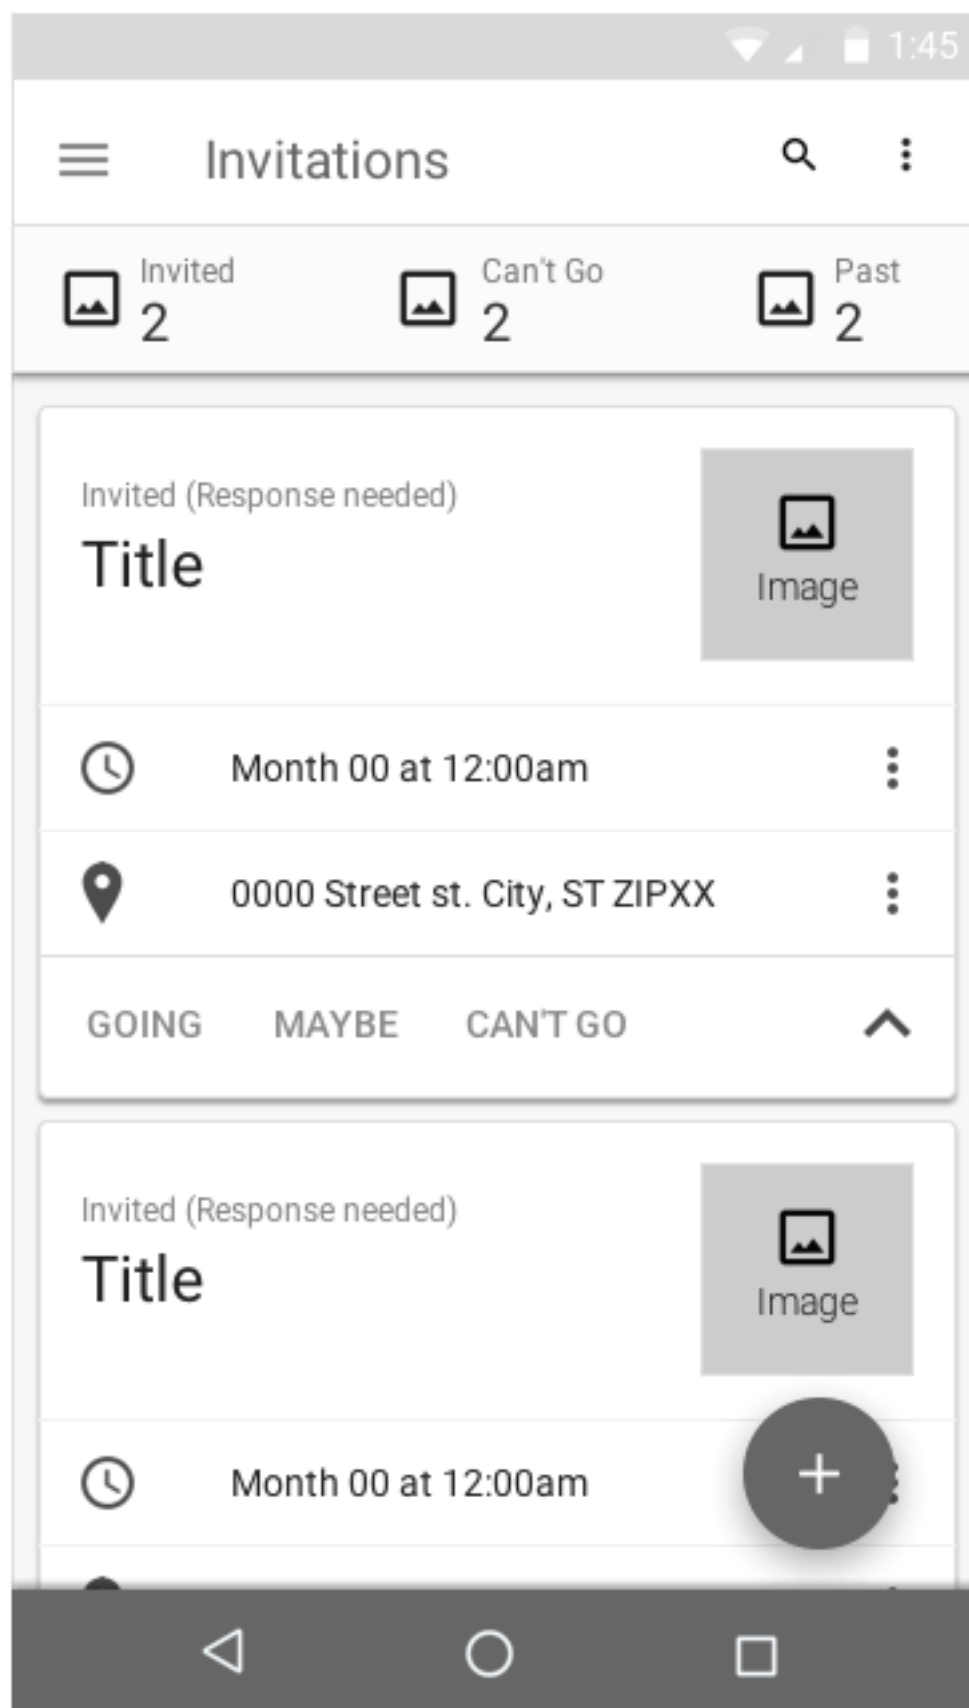 1:45
Invitations
Invited
2
Can't Go
2
Past
2
Invited (Response needed)
Title
Image
Month 00 at 12:00am
0000 Street st. City, ST ZIPXX
GOING MAYBE CAN'T GO
Invited (Response needed)
Title
Image
Month 00 at 12:00am